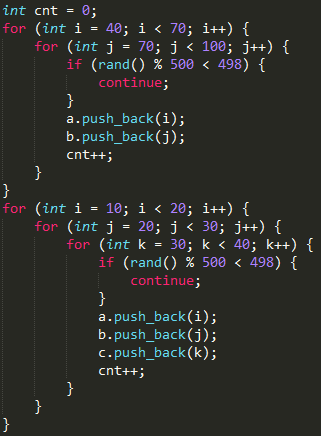 int cnt = 0;
for (int i = 40; i < 70; i++) {
    for (int j = 70; j < 100; j++) {
        if (rand() % 500 < 498) {
            continue;
        }
        a.push_back(i);
        b.push_back(j);
        cnt++;
    }
}
for (int i = 10; i < 20; i++) {
    for (int j = 20; j < 30; j++) {
        for (int k = 30; k < 40; k++) {
            if (rand() % 500 < 498) {
                continue;
            }
            a.push_back(i);
            b.push_back(j);
            c.push_back(k);
            cnt++;
        }
    }
}